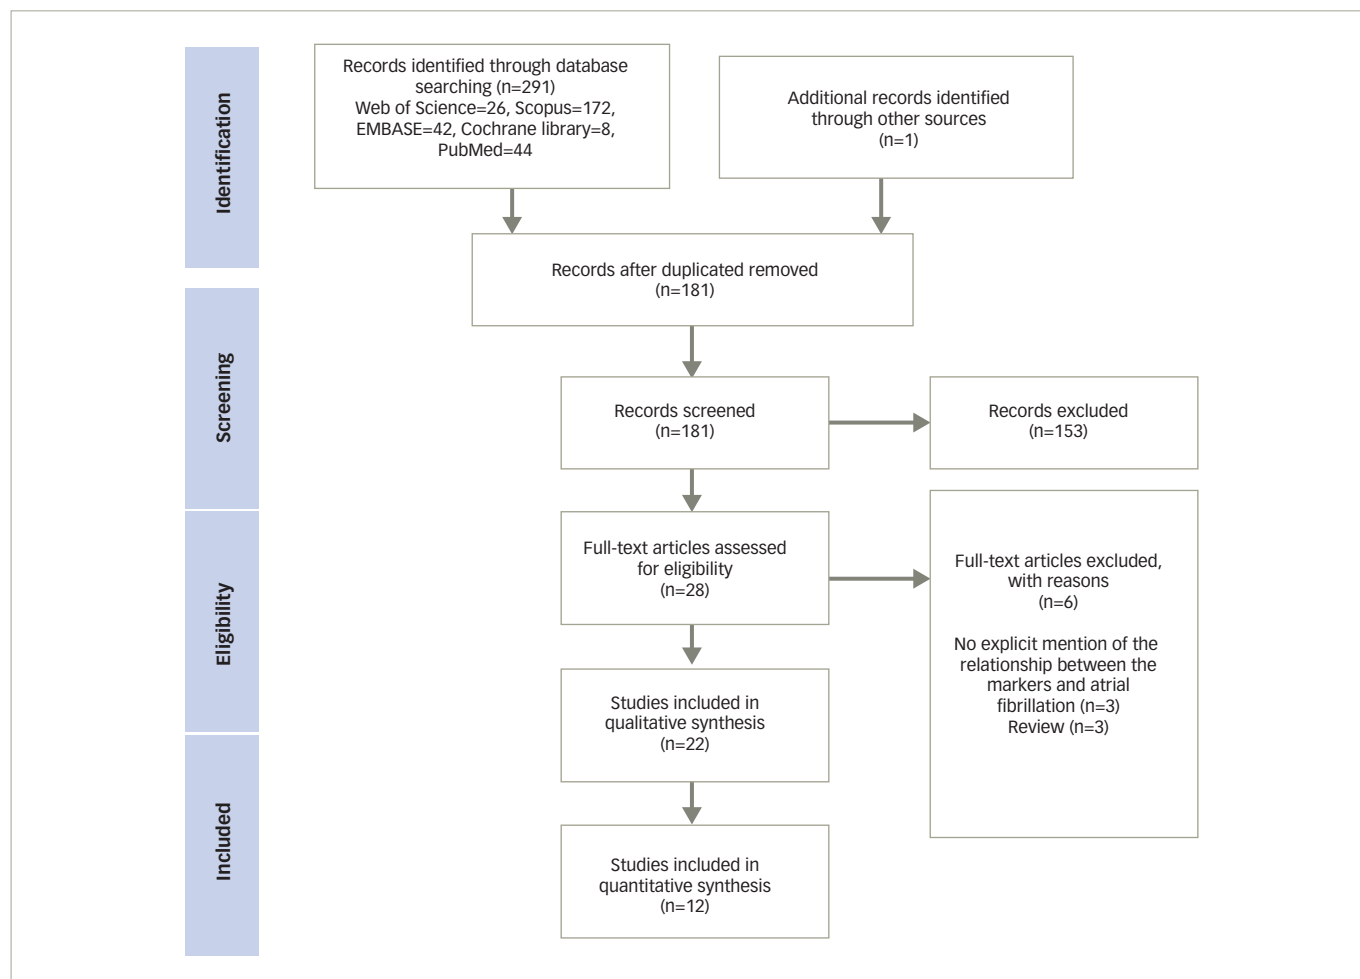 Identification
Records identified through database
searching (n=291)
Web of Science=26, Scopus=172,
EMBASE=42, Cochrane library=8,
PubMed=44
Additional records identified
through other sources
(n=1)
Records after duplicated removed
(n=181)
Screening
Records screened
(n=181)
Records excluded
(n=153)
Eligibility
Full-text articles assessed
for eligibility
(n=28)
Full-text articles excluded,
with reasons
(n=6)
No explicit mention of the
relationship between the
markers and atrial
fibrillation (n=3)
Review (n=3)
Studies included in
qualitative synthesis
(n=22)
Included
Studies included in
quantitative synthesis
(n=12)